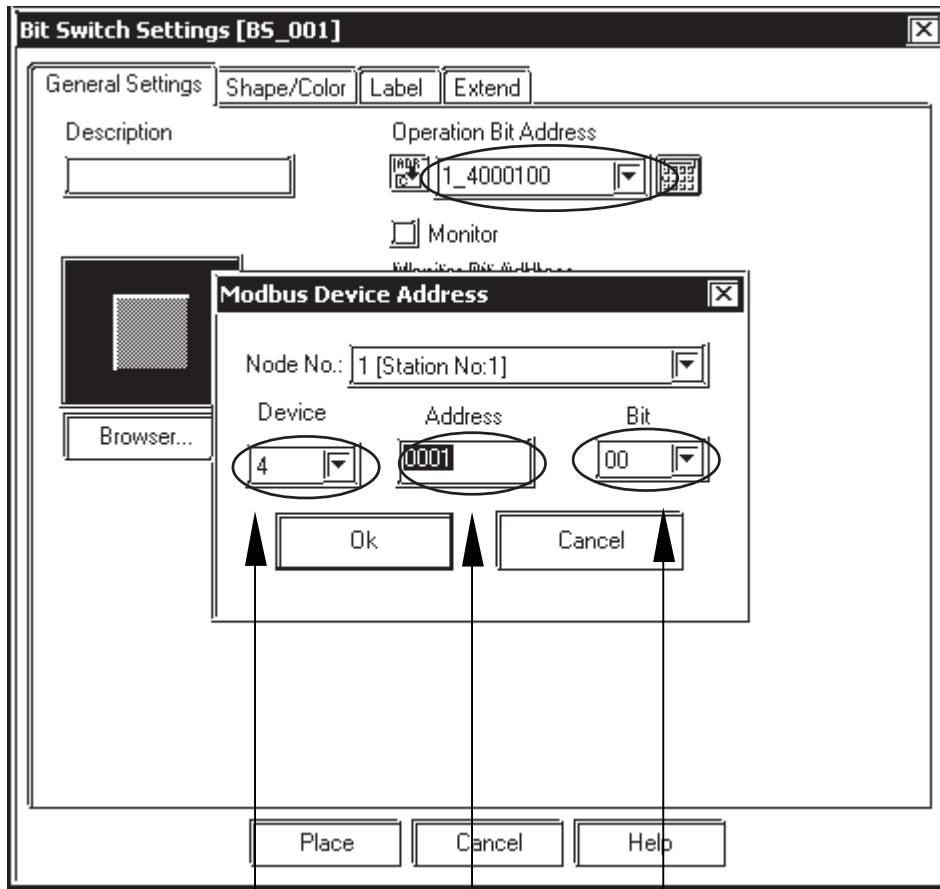 Bit Switch Settings [BS_001]
General Settings Shape/Color Label Extend
Description Operation Bit Address
1_4000100
Monitor
Modbus Device Address
Node No.: 1 [Station No:1]
Device Address Bit
4 0001 00
Browser...
Ok Cancel
Place Cancel Help